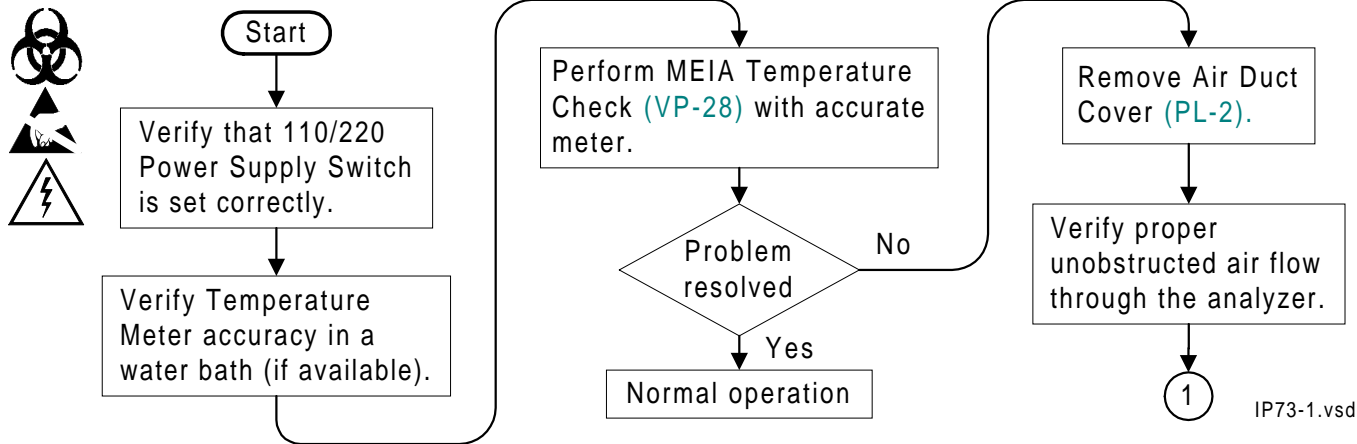 Start
Verify that 110/220
Power Supply Switch
is set correctly.
Verify Temperature
Meter accuracy in a
water bath (if available).
Perform MEIA Temperature
Check (VP-28) with accurate
meter.
Problem
resolved
No
Yes
Normal operation
Remove Air Duct
Cover (PL-2).
Verify proper
unobstructed air flow
through the analyzer.
1
IP73-1.vsd